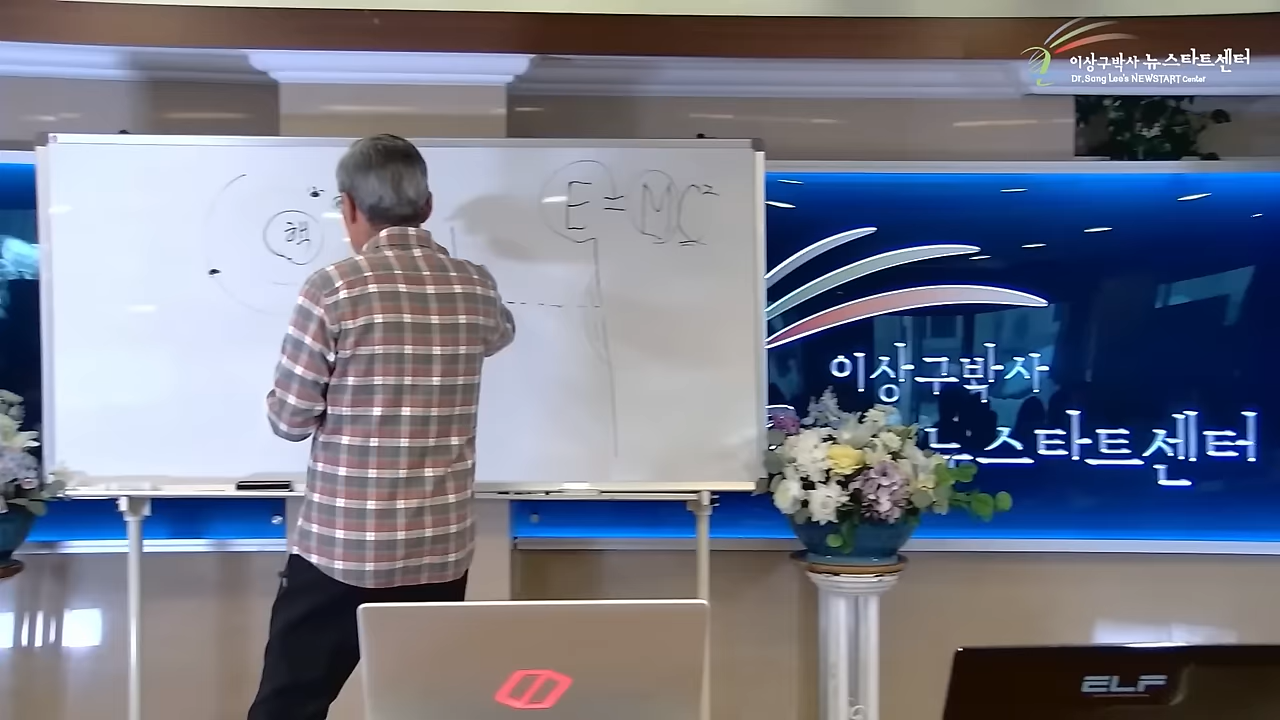 이상구박사 뉴스타트센터
Dr. Sang Lee's NEWSTART Center
핵
E = MC²
이상구박사
뉴스타트센터
ELF